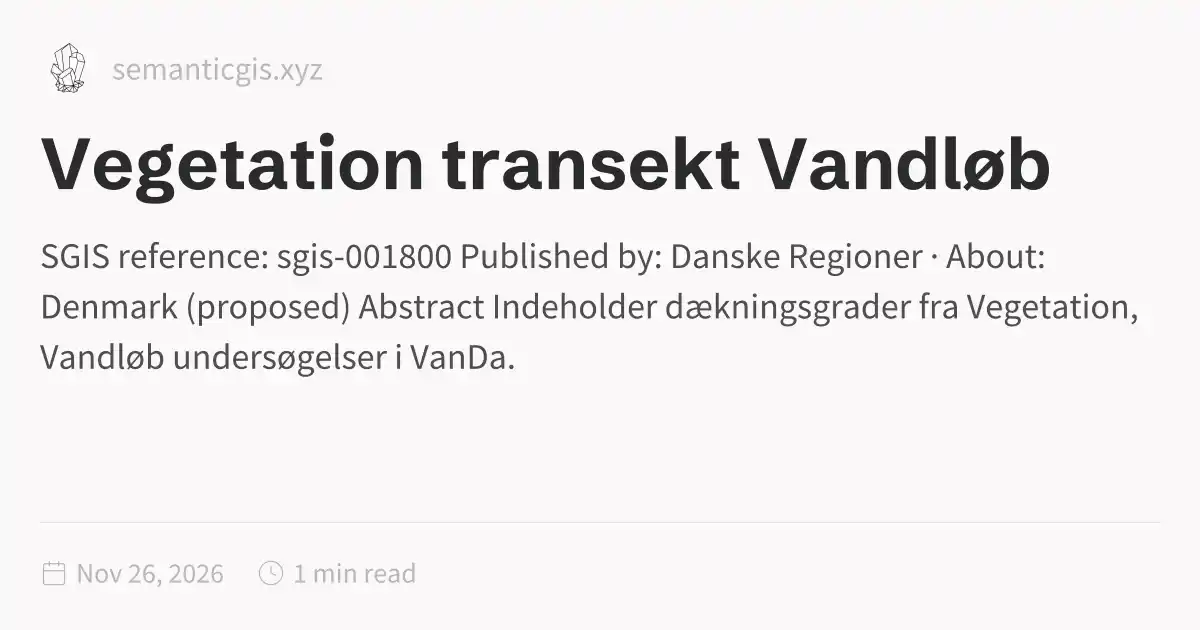 semanticgis.xyz
Vegetation transekt Vandløb
SGIS reference: sgis-001800 Published by: Danske Regioner · About:
Denmark (proposed) Abstract Indeholder dækningsgrader fra Vegetation,
Vandløb undersøgelser i VanDa.
Nov 26, 2026 1 min read